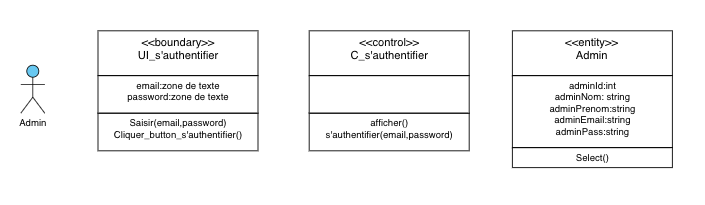 Admin
<<boundary>>
UI_s'authentifier
email:zone de texte
password:zone de texte
Saisir(email,password)
Cliquer_button_s'authentifier()
<<control>>
C_s'authentifier
afficher()
s'authentifier(email,password)
<<entity>>
Admin
adminId:int
adminNom: string
adminPrenom:string
adminEmail:string
adminPass:string
Select()